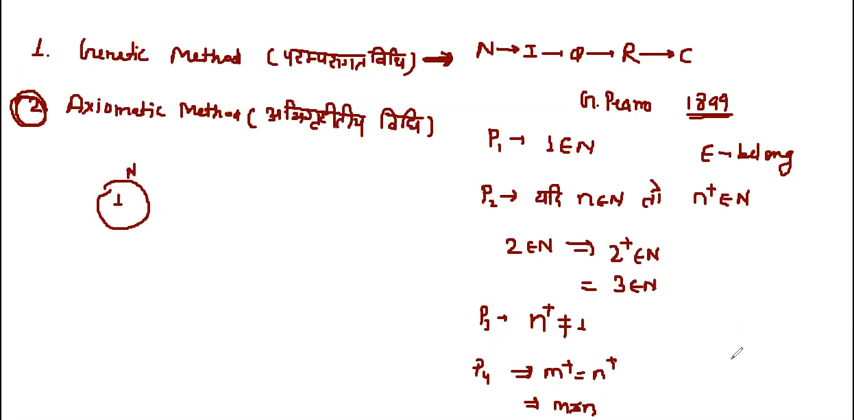 1. Genetic Method (परम्परागत विधि) → N → I → Q → R → C
2 Axiomatic Method (अभिगृहीतीय विधि)
G. Peano 1899
P₁ → 1 ∈ N
∈ → belong
N
1
P₂ → यदि n ∈ N तो n⁺ ∈ N
2 ∈ N ⇒ 2⁺ ∈ N
= 3 ∈ N
P₃ → n⁺ ≠ 1
P₄ ⇒ m⁺ = n⁺
⇒ m = n